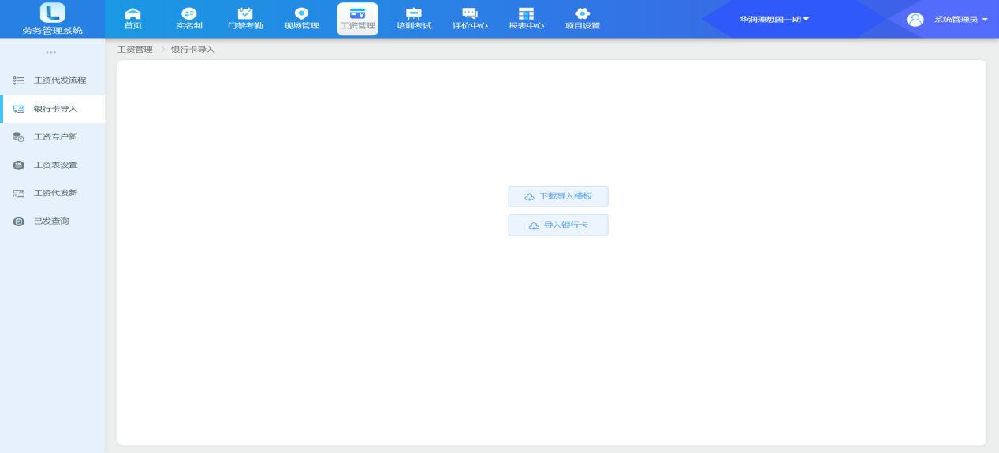 劳务管理系统
首页
实名制
门禁考勤
现场管理
工资管理
培训考试
评价中心
报表中心
项目设置
华润理想国一期
系统管理员
工资管理 > 银行卡导入
工资代发流程
银行卡导入
工资专户新
工资表设置
工资代发新
已发查询
下载导入模板
导入银行卡